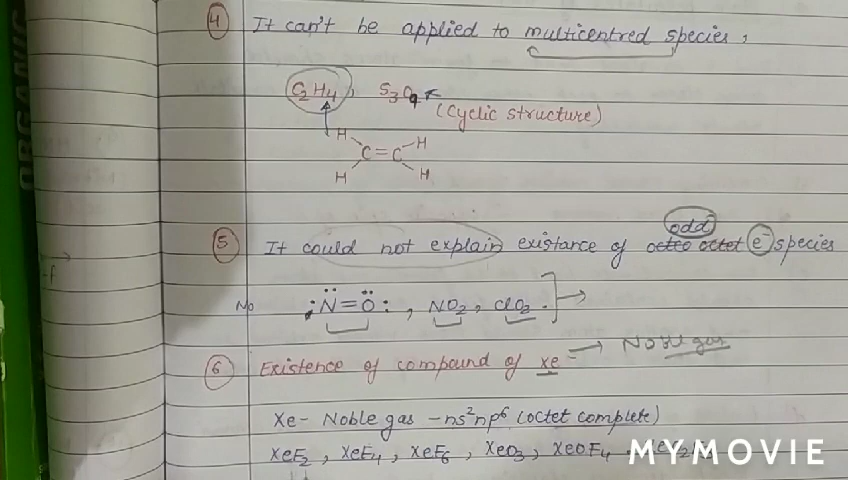 4 It can't be applied to multicentred species,
C2H4, S3O9
(Cyclic structure)
H H
C=C
H H
odd
5 It could not explain existance of octeo octet e- species
No :N̈=Ö: , NO2, ClO2.
6 Existence of compound of xe → Noble gas
Xe- Noble gas -ns²np⁶ (octet complete)
XeF2, XeF4, XeF6, XeO3, XeOF4
MYMOVIE
ORGANIC